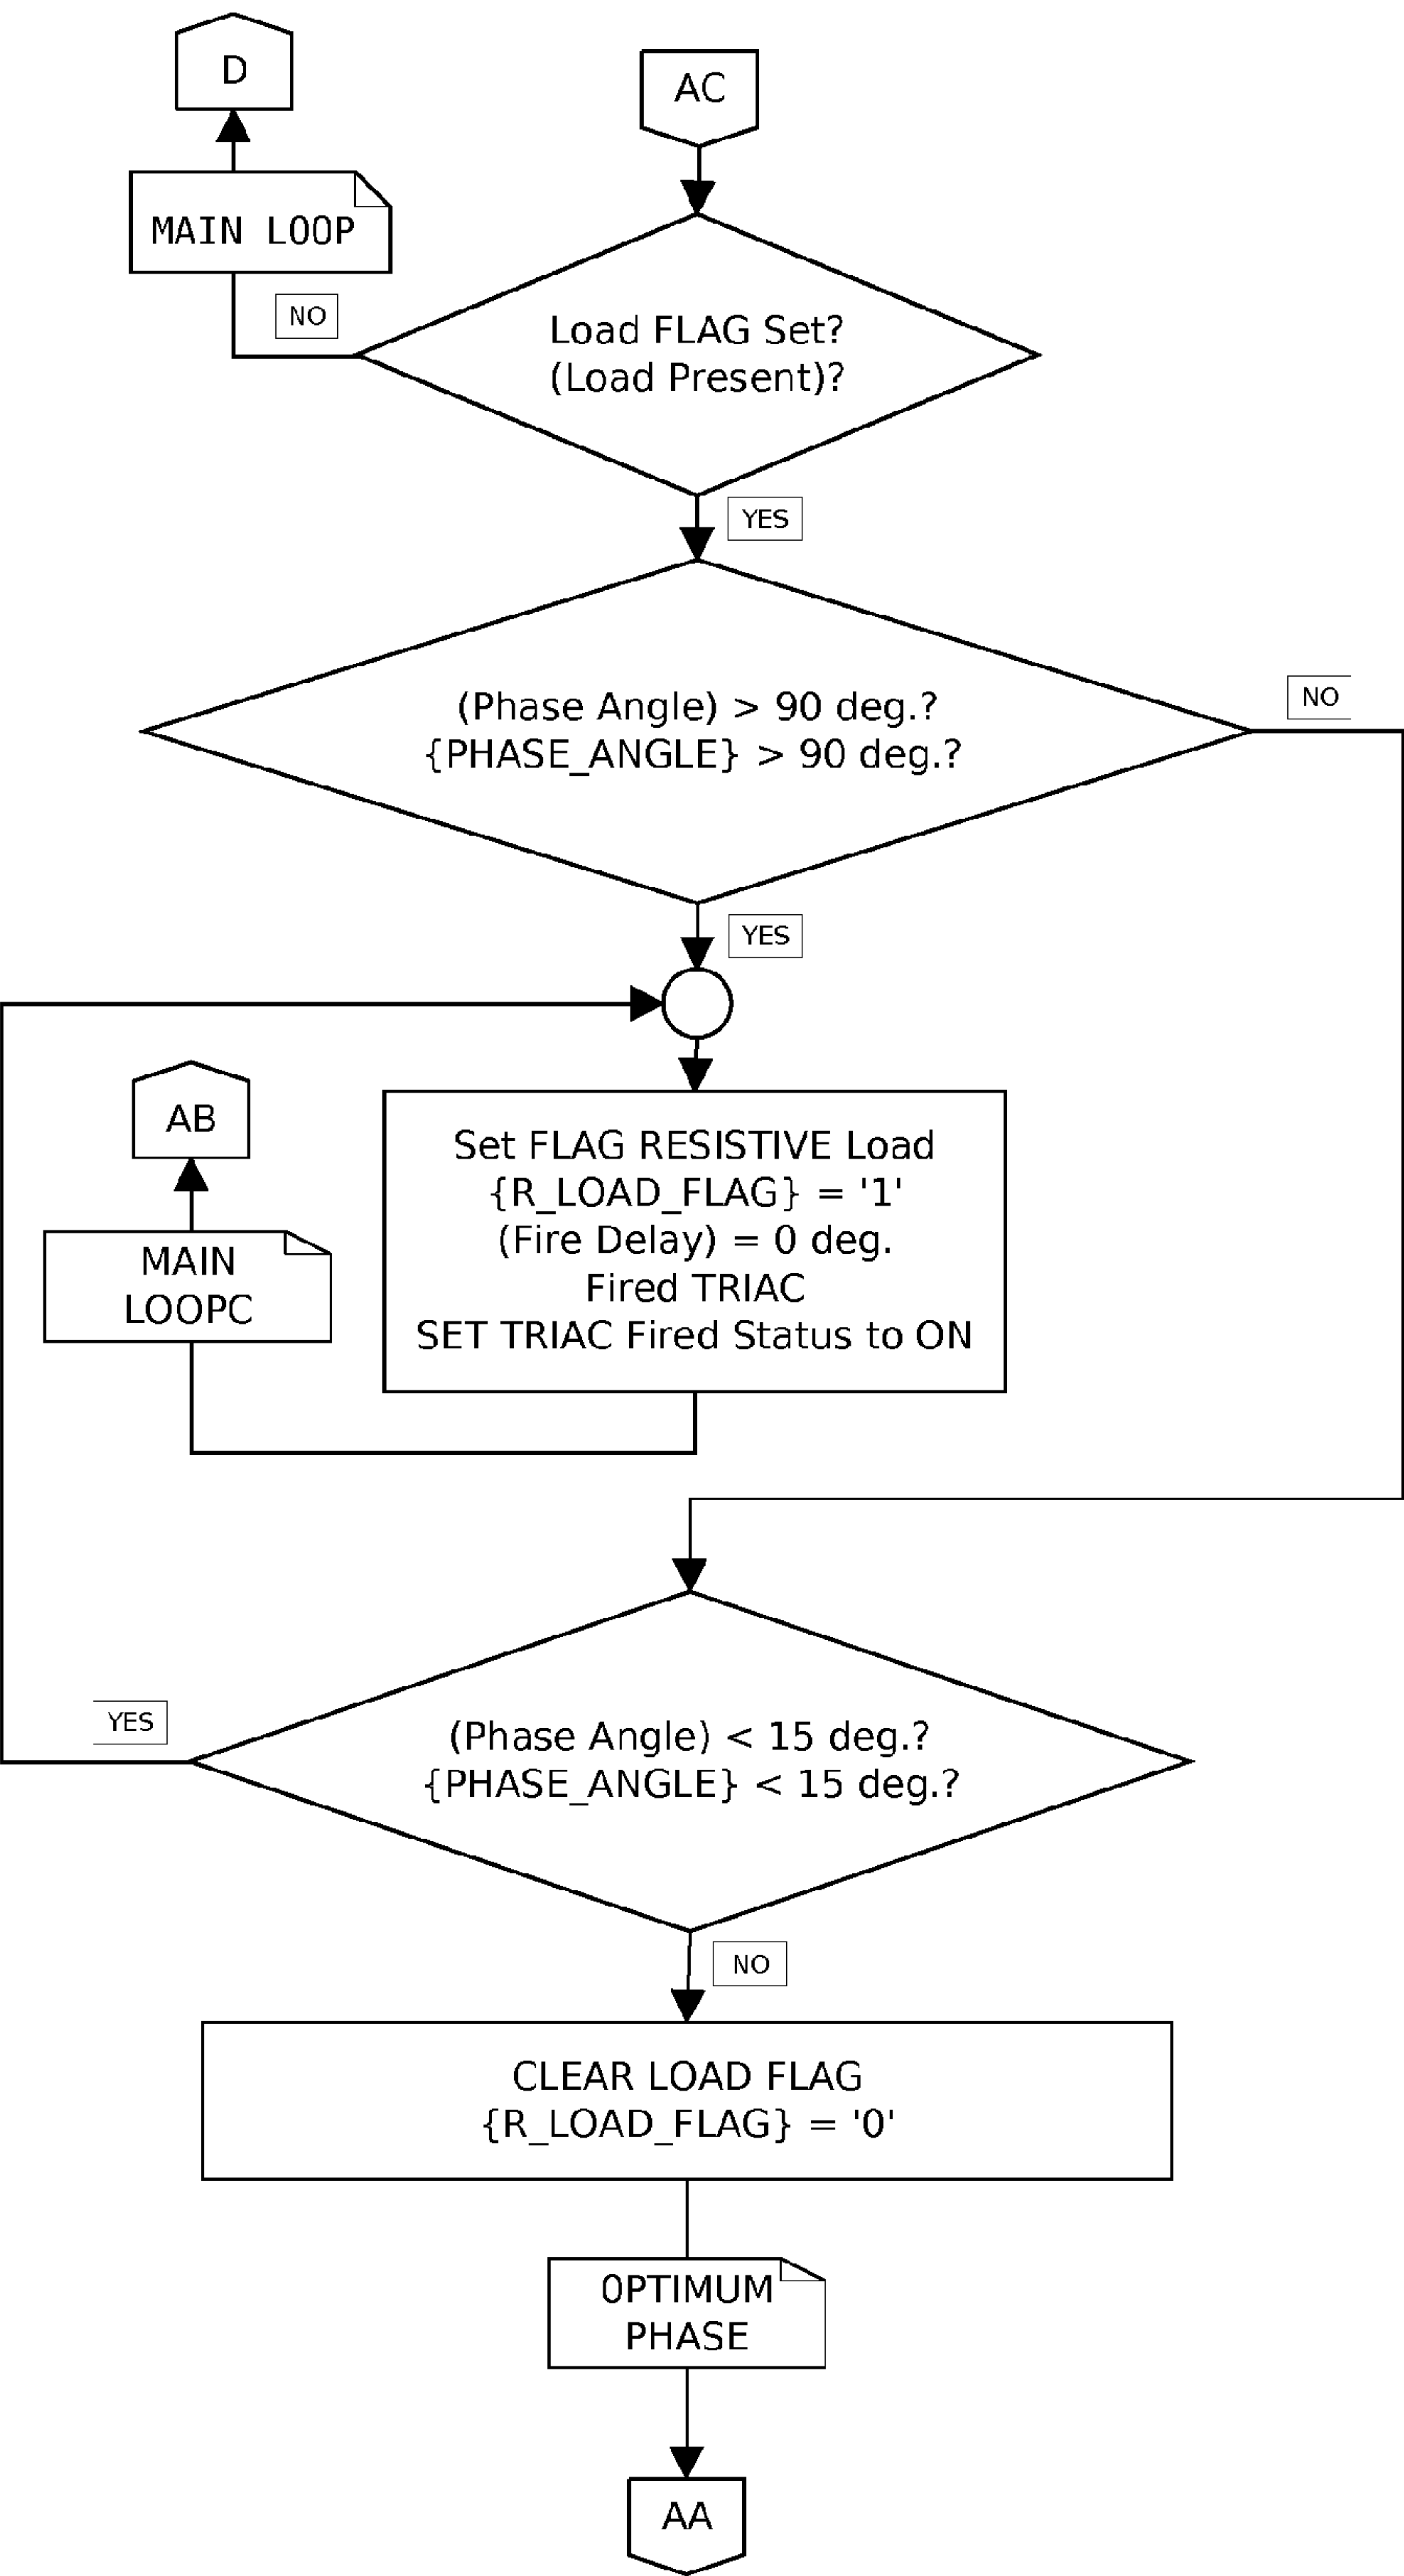 D
AC
MAIN LOOP
NO
Load FLAG Set?
(Load Present)?
YES
(Phase Angle) > 90 deg.?
{PHASE_ANGLE} > 90 deg.?
NO
YES
AB
MAIN
LOOPC
Set FLAG RESISTIVE Load
{R_LOAD_FLAG} = '1'
(Fire Delay) = 0 deg.
Fired TRIAC
SET TRIAC Fired Status to ON
YES
(Phase Angle) < 15 deg.?
{PHASE_ANGLE} < 15 deg.?
NO
CLEAR LOAD FLAG
{R_LOAD_FLAG} = '0'
0PTIMUM
PHASE
AA